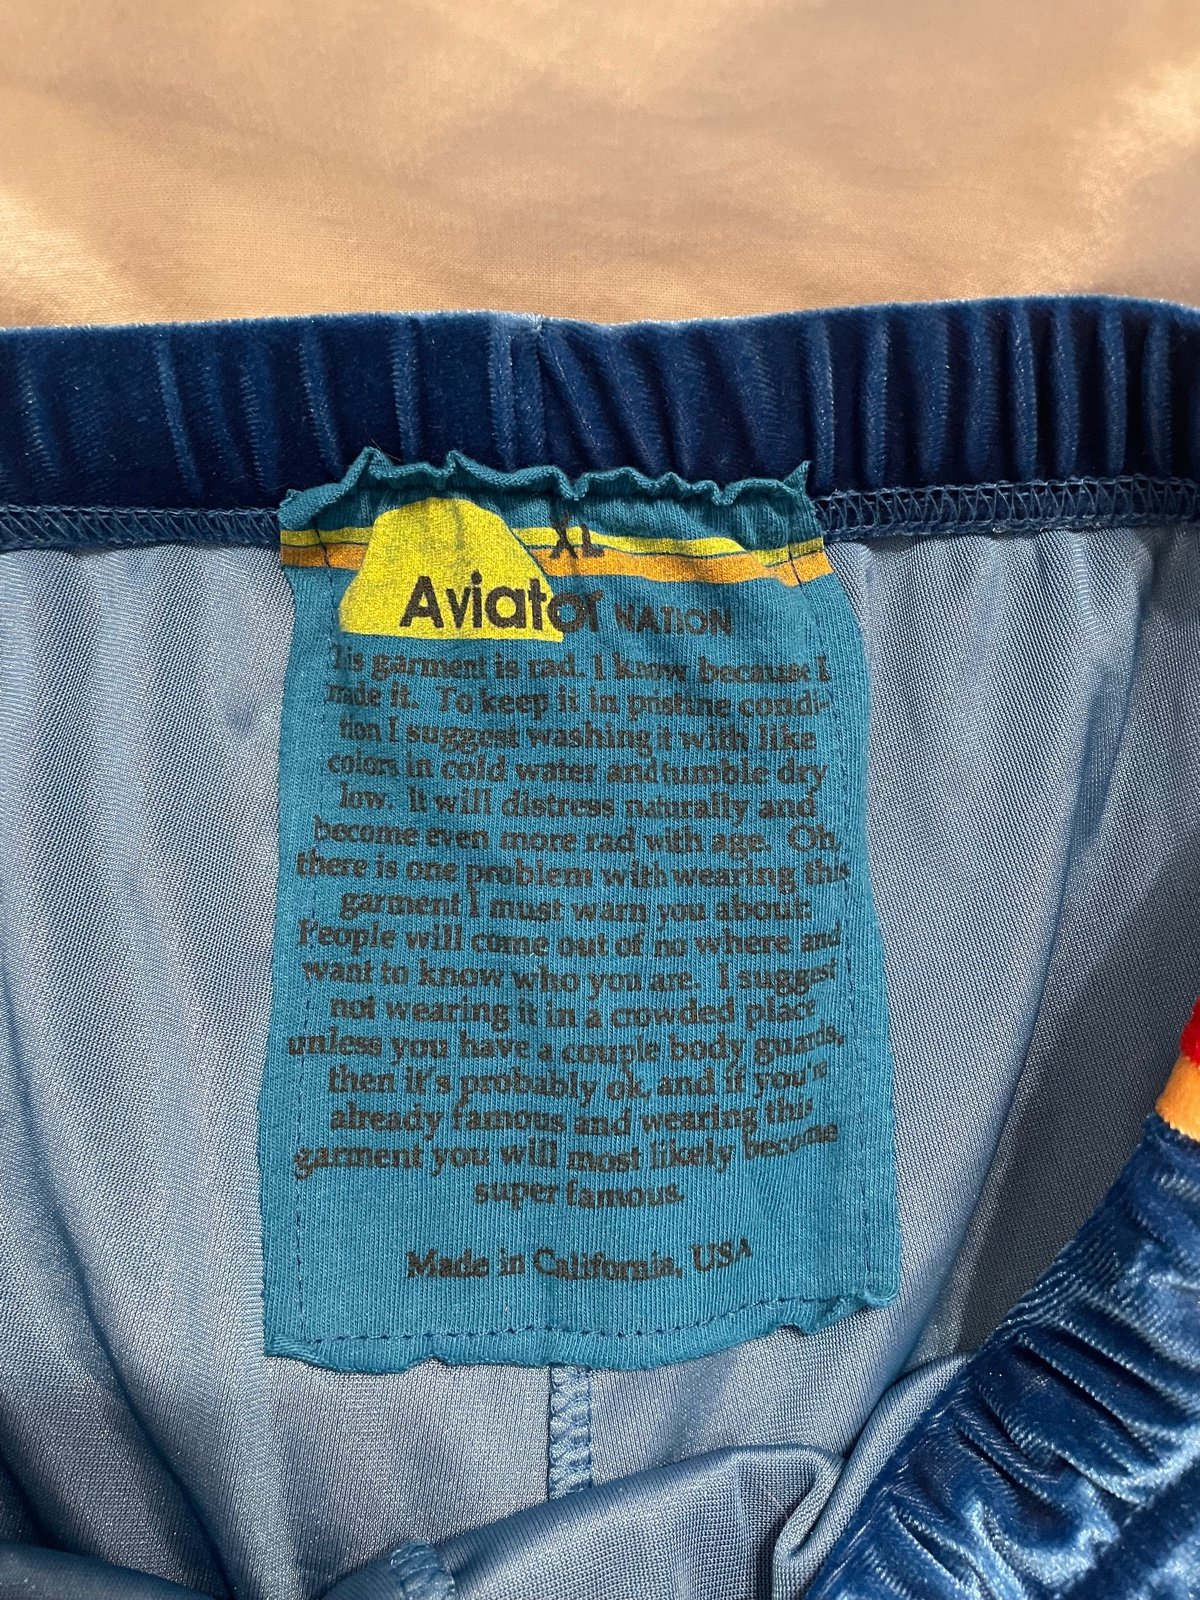 XL
Aviator NATION
This garment is rad. I know because I
made it. To keep it in pristine condi-
tion I suggest washing it with like
colors in cold water and tumble dry
low. It will distress naturally and
become even more rad with age. Oh,
there is one problem with wearing this
garment I must warn you about:
People will come out of no where and
want to know who you are. I suggest
not wearing it in a crowded place
unless you have a couple body guards,
then it's probably ok, and if you're
already famous and wearing this
garment you will most likely become
super famous.
Made in California, USA